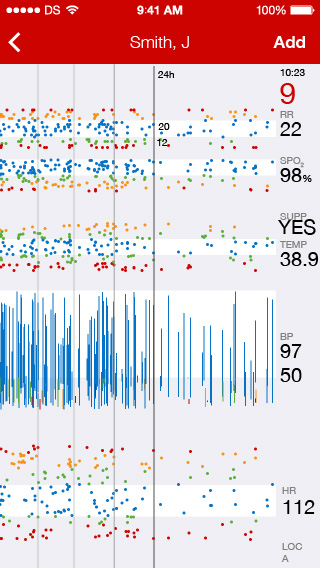 DS 9:41 AM 100%
Smith, J Add
24h 10:23
9
RR
20 22
12
SPO2
98%
SUPP
YES
TEMP
38.9
BP
97
50
HR
112
LOC
A